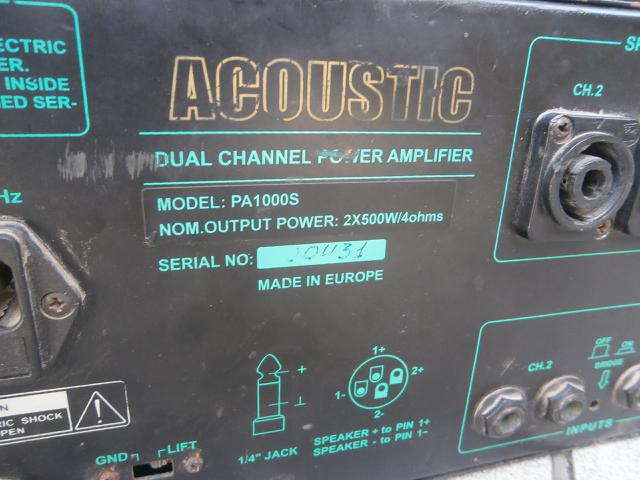 ECTRIC
ER.
INSIDE
ED SER-
ACOUSTIC
SP
CH.2
DUAL CHANNEL POWER AMPLIFIER
Hz
MODEL: PA1000S
NOM.OUTPUT POWER: 2X500W/4ohms
SERIAL NO:
MADE IN EUROPE
1+
2+
1-
2-
+
OFF
ON
BRIDGE
CH.2
INPUTS
N
RIC SHOCK
PEN
SPEAKER + to PIN 1+
SPEAKER - to PIN 1-
1/4" JACK
GND
LIFT